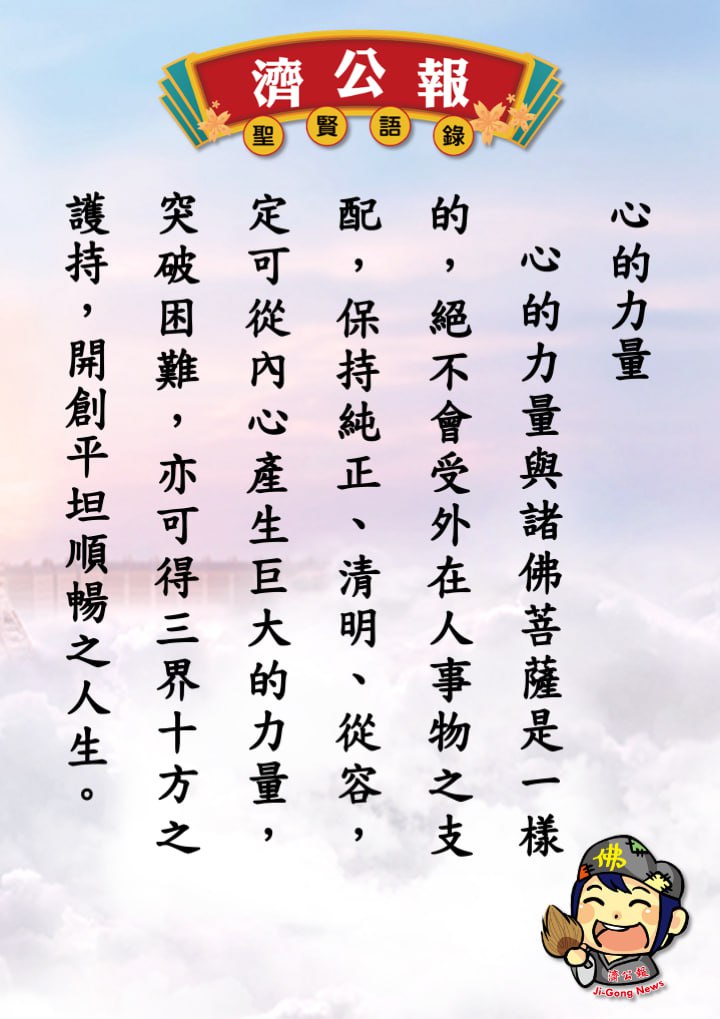 濟公報
聖賢語錄
心的力量
心的力量與諸佛菩薩是一樣
的，絕不會受外在人事物之支
配，保持純正、清明、從容，
定可從內心產生巨大的力量，
突破困難，亦可得三界十方之
護持，開創平坦順暢之人生。
佛
濟公報
Ji-Gong News